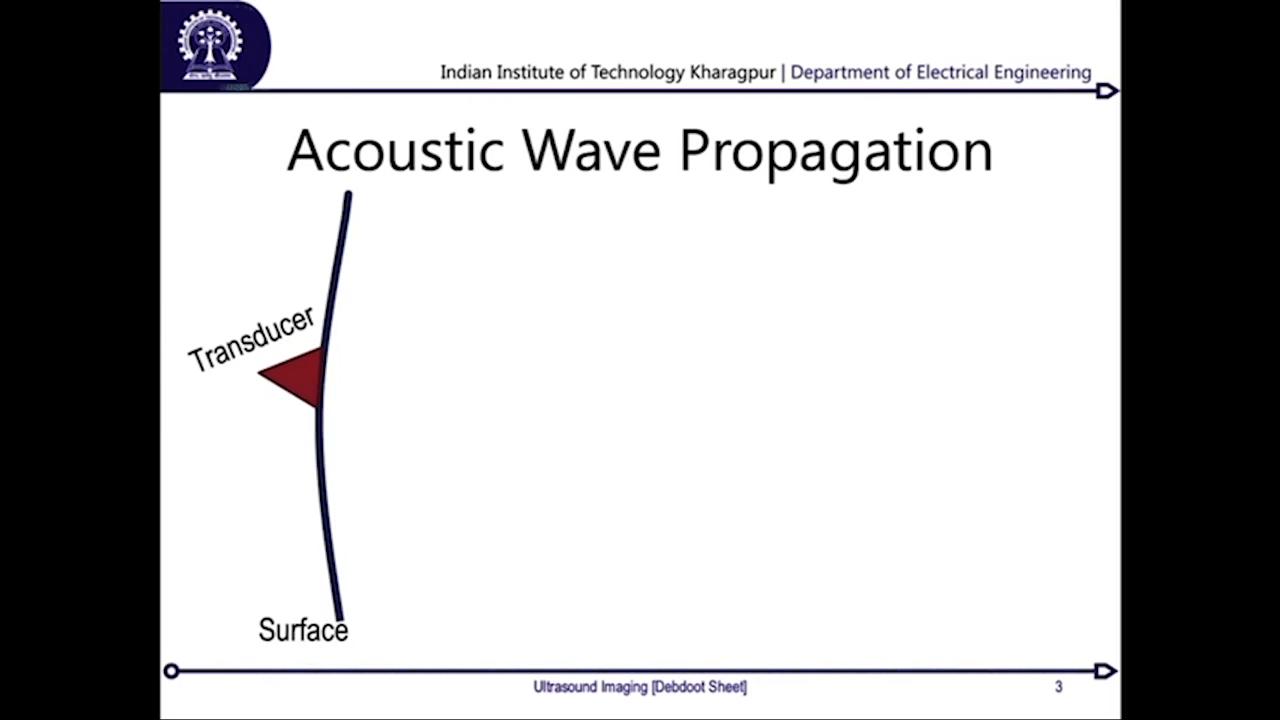 Indian Institute of Technology Kharagpur | Department of Electrical Engineering
Acoustic Wave Propagation
Transducer
Surface
Ultrasound Imaging [Debdoot Sheet]
3